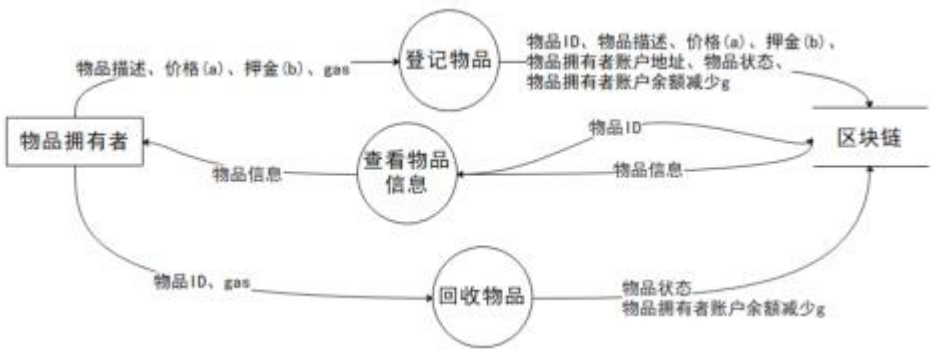 登记物品
物品描述、价格(a)、押金(b)、gas
物品ID、物品描述、价格(a)、押金(b)、
物品拥有者账户地址、物品状态、
物品拥有者账户余额减少g
物品拥有者
物品ID
区块链
查看物品
信息
物品信息
物品信息
物品ID、gas
回收物品
物品状态
物品拥有者账户余额减少g